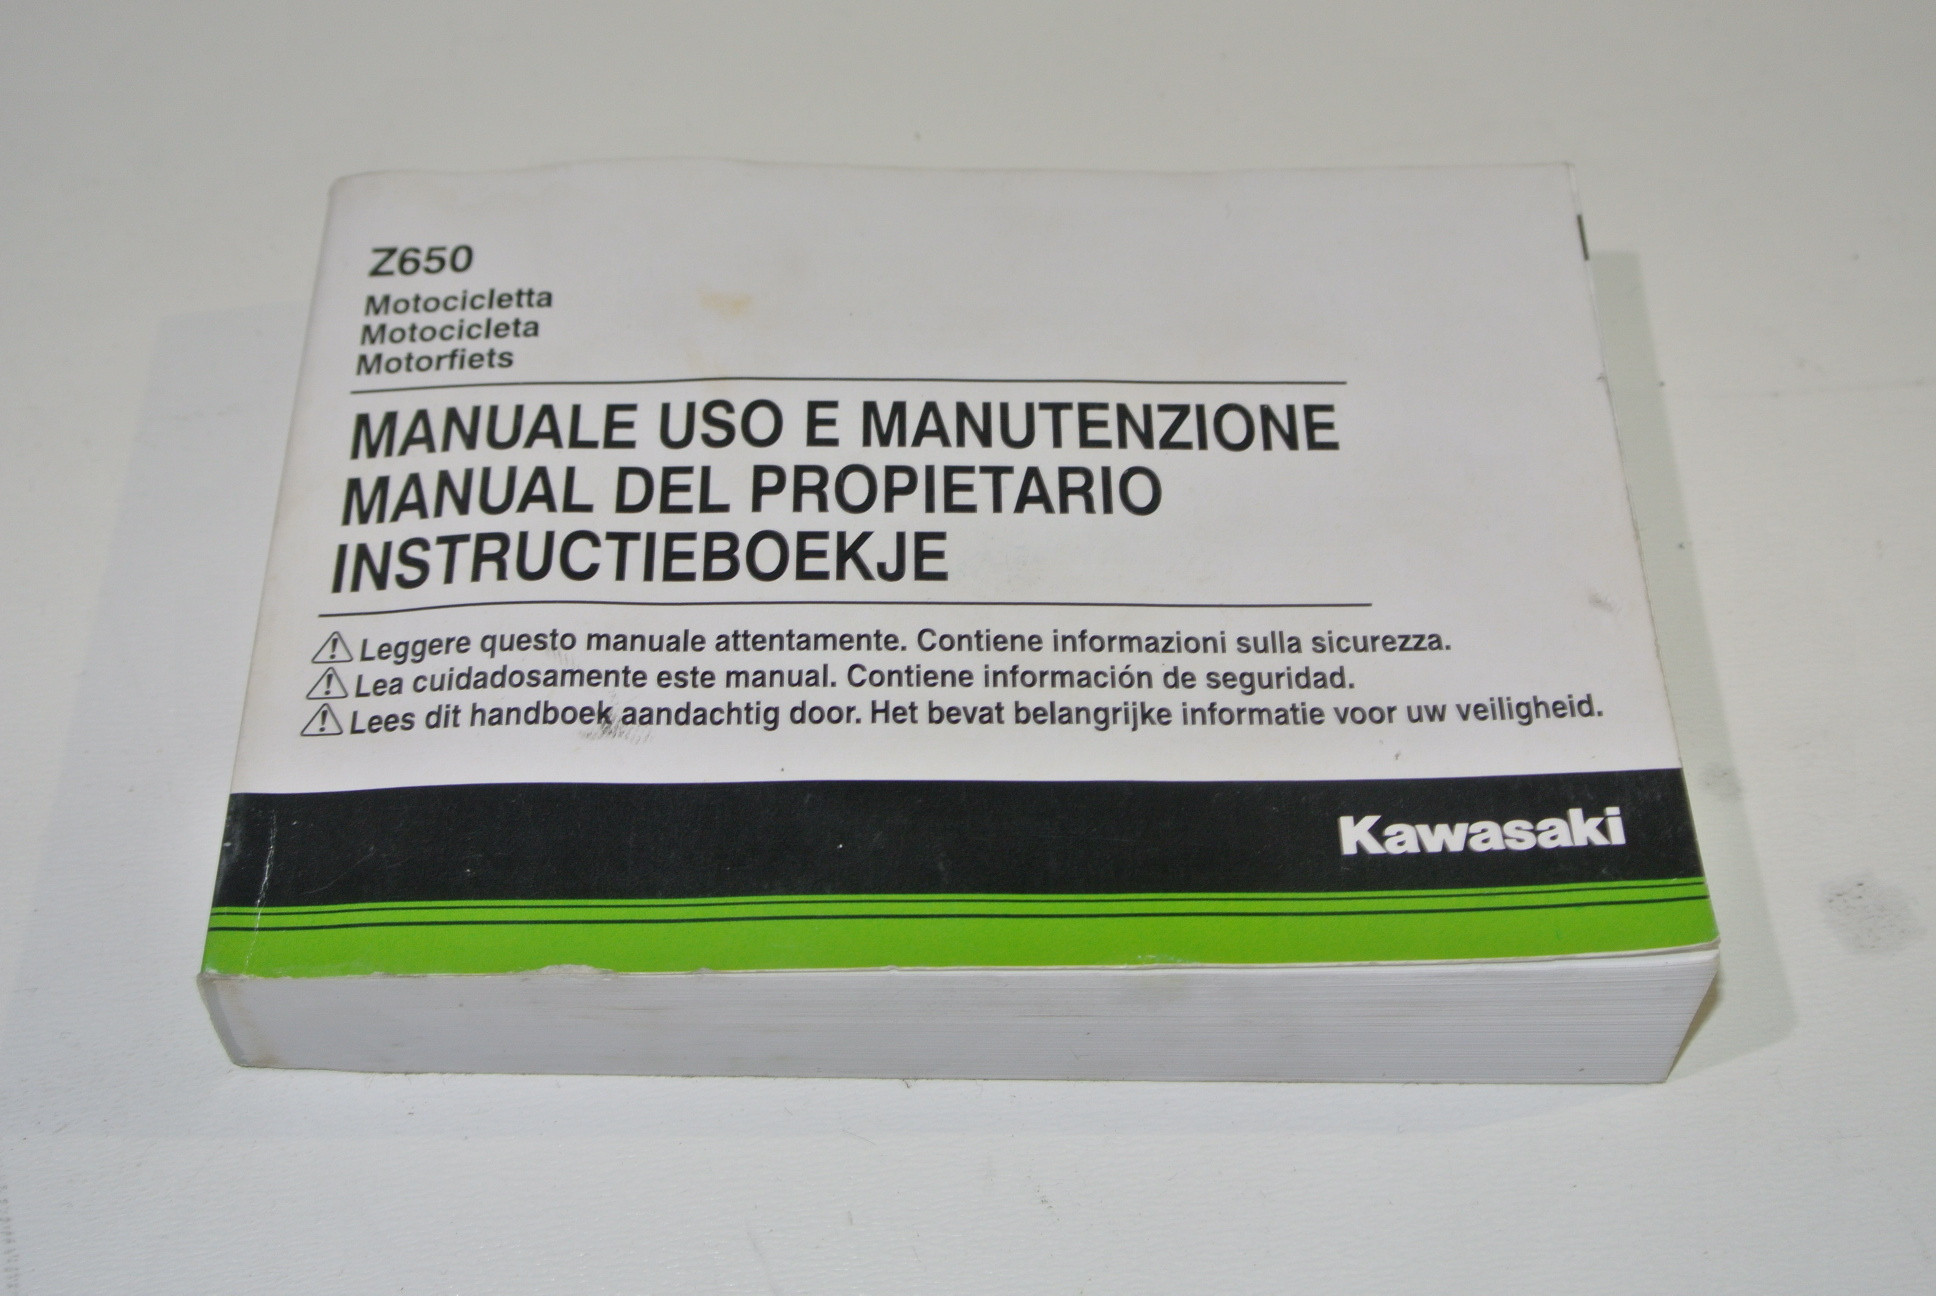 Z650
Motocicletta
Motocicleta
Motorfiets
MANUALE USO E MANUTENZIONE
MANUAL DEL PROPIETARIO
INSTRUCTIEBOEKJE
Leggere questo manuale attentamente. Contiene informazioni sulla sicurezza.
Lea cuidadosamente este manual. Contiene información de seguridad.
Lees dit handboek aandachtig door. Het bevat belangrijke informatie voor uw veiligheid.
Kawasaki